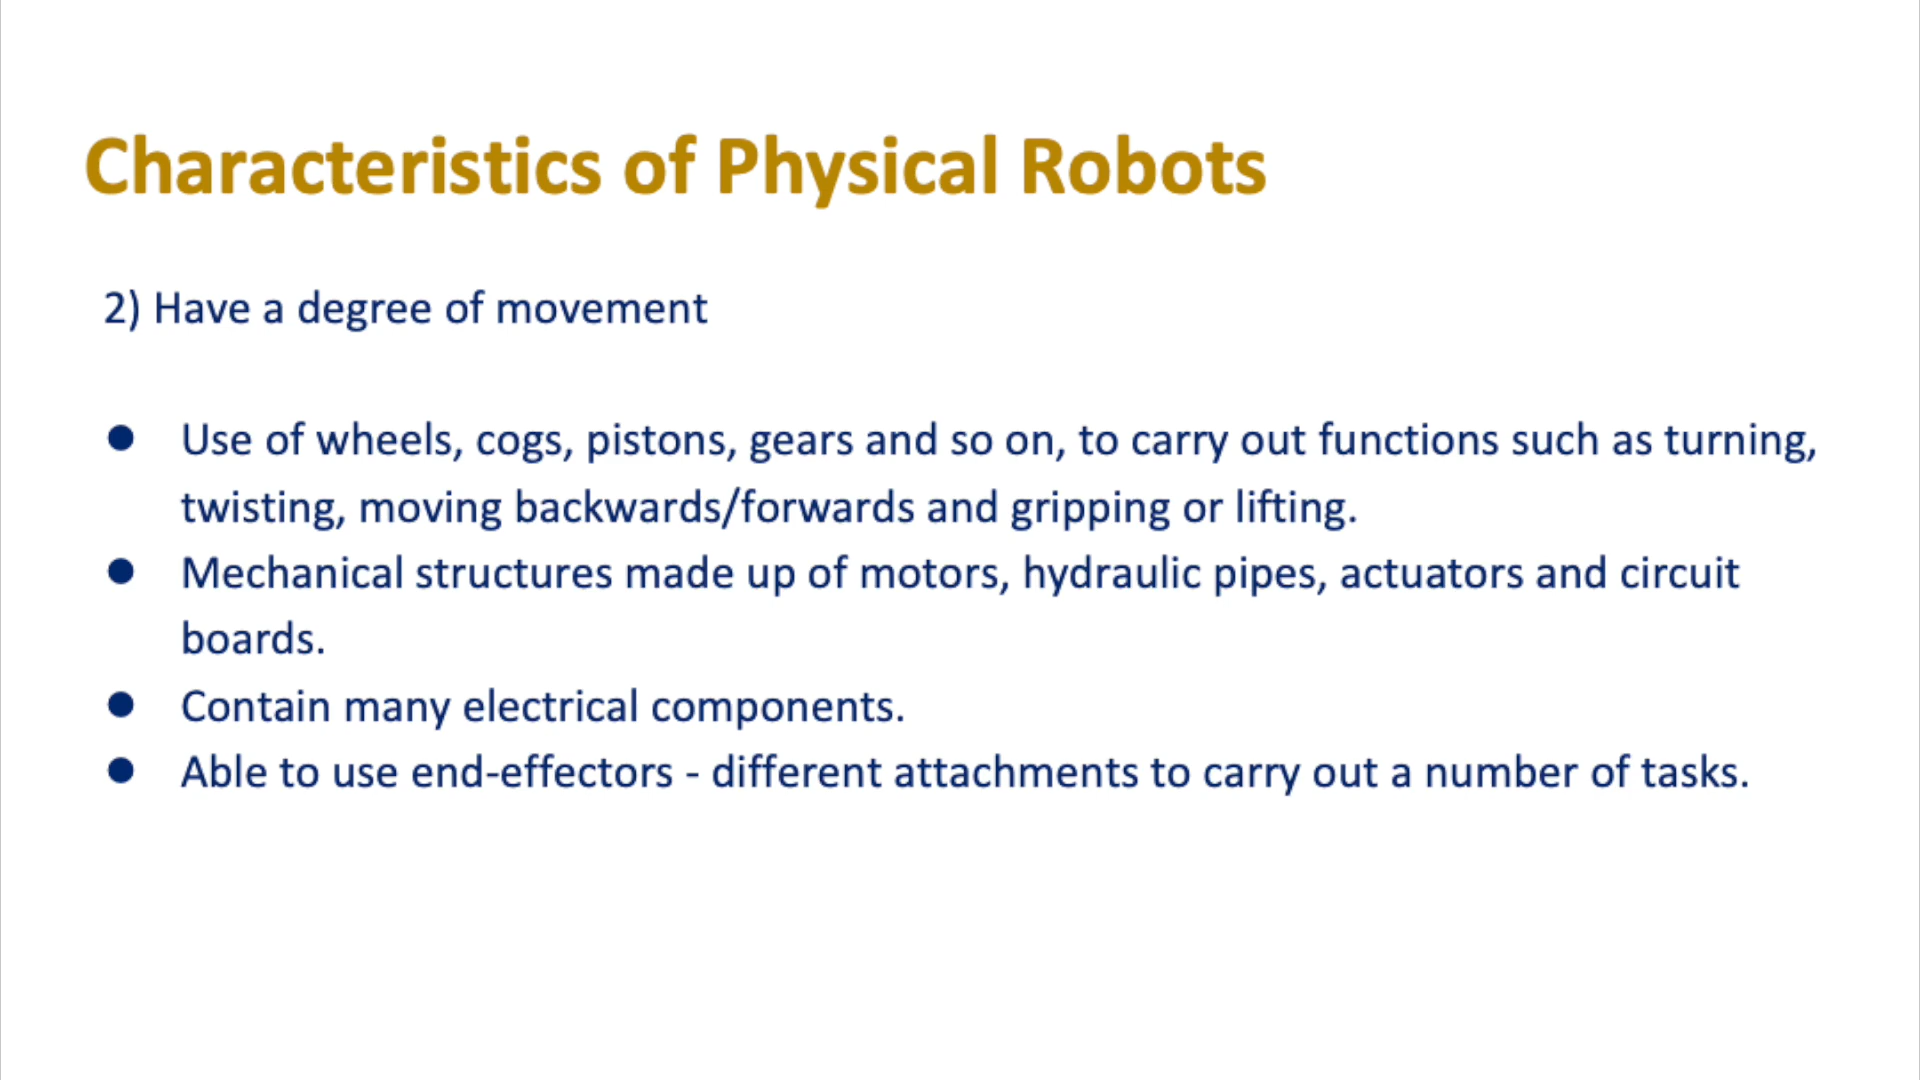 Characteristics of Physical Robots
2) Have a degree of movement
● Use of wheels, cogs, pistons, gears and so on, to carry out functions such as turning,
twisting, moving backwards/forwards and gripping or lifting.
● Mechanical structures made up of motors, hydraulic pipes, actuators and circuit
boards.
● Contain many electrical components.
● Able to use end-effectors - different attachments to carry out a number of tasks.